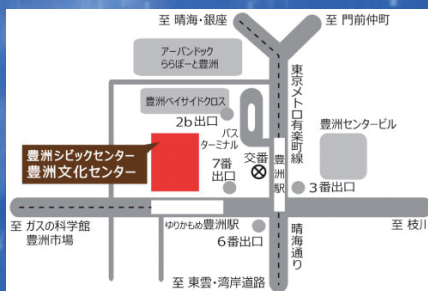 至 晴海・銀座
至 門前仲町
アーバンドック
ららぽーと豊洲
豊洲ベイサイドクロス
2b出口
バス
ターミナル
東京メトロ有楽町線
豊洲センタービル
豊洲シビックセンター
豊洲文化センター
7番
出口
交番
豊洲駅
3番出口
至 ガスの科学館
豊洲市場
ゆりかもめ豊洲駅
6番出口
晴海通り
至 枝川
至 東雲・湾岸道路